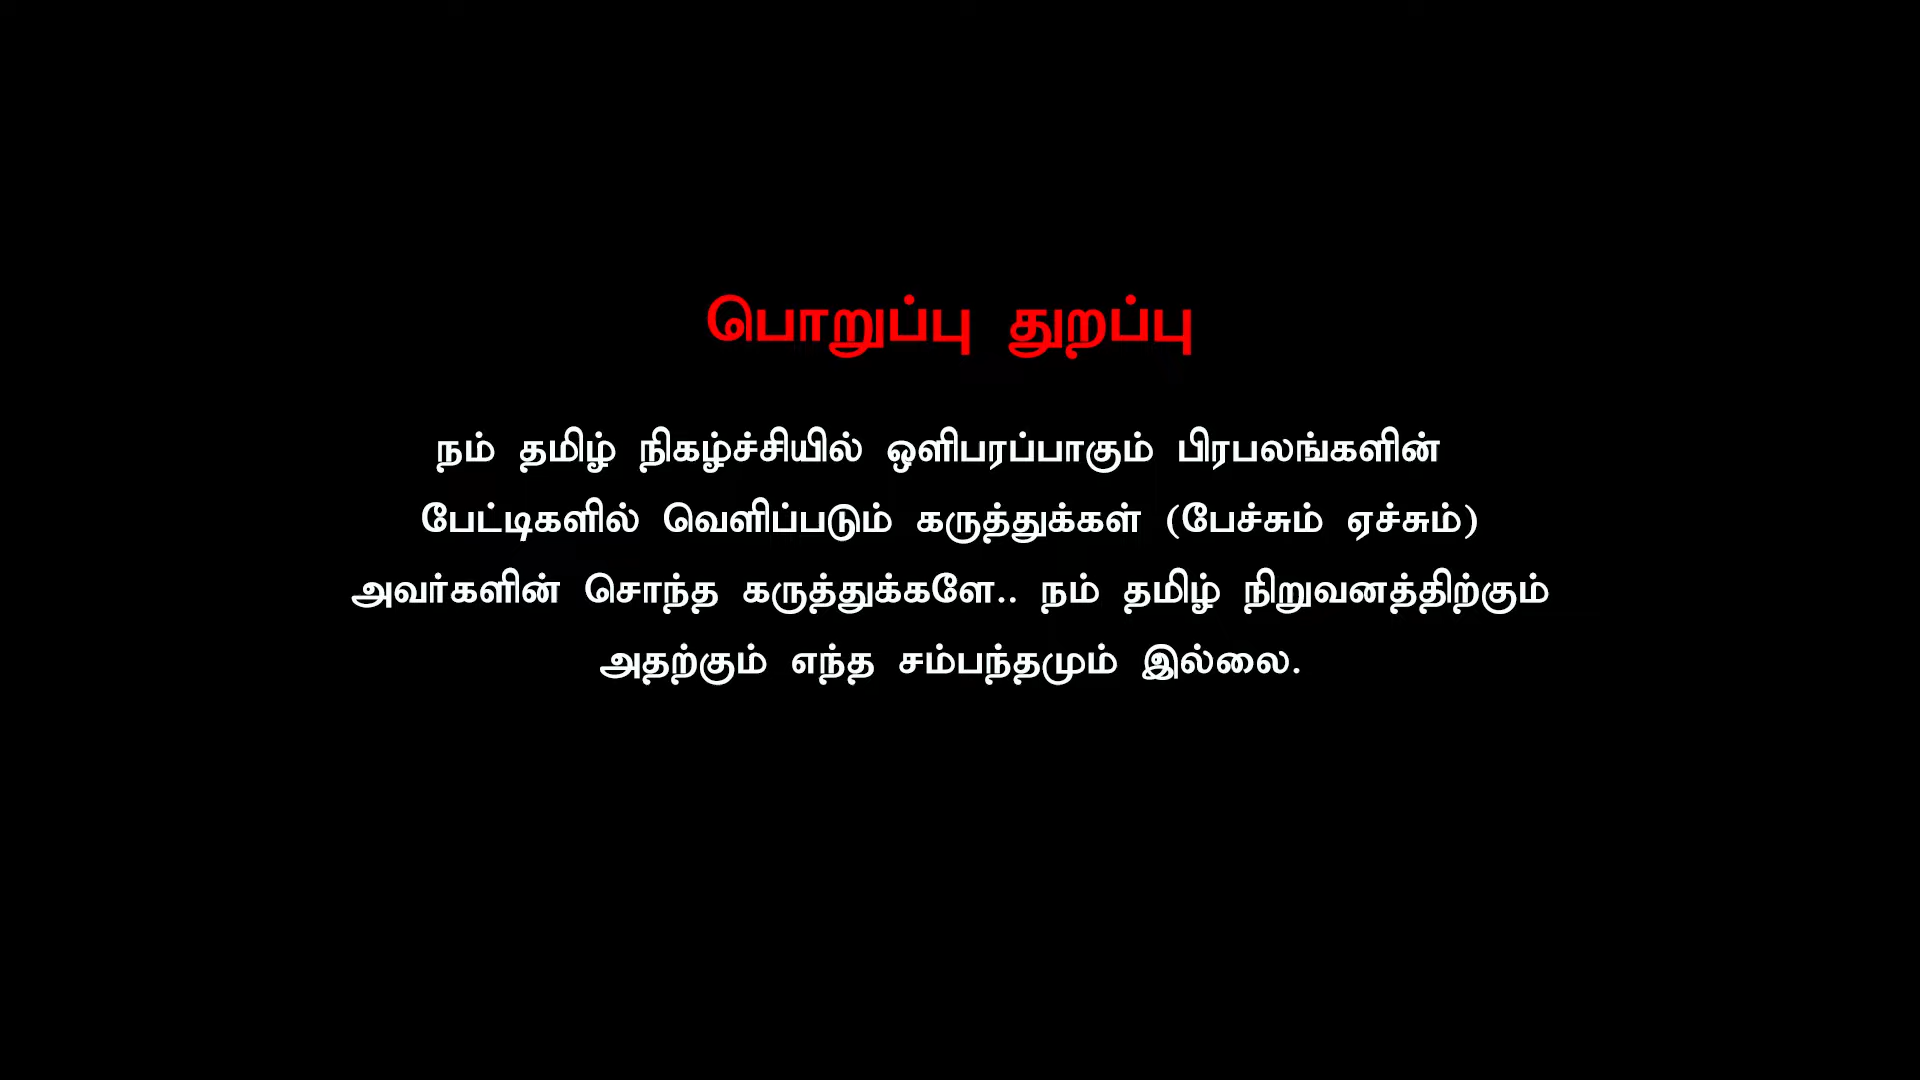 பொறுப்பு துறப்பு
நம் தமிழ் நிகழ்ச்சியில் ஒளிபரப்பாகும் பிரபலங்களின்
பேட்டிகளில் வெளிப்படும் கருத்துக்கள் (பேச்சும் ஏச்சும்)
அவர்களின் சொந்த கருத்துக்களே.. நம் தமிழ் நிறுவனத்திற்கும்
அதற்கும் எந்த சம்பந்தமும் இல்லை.